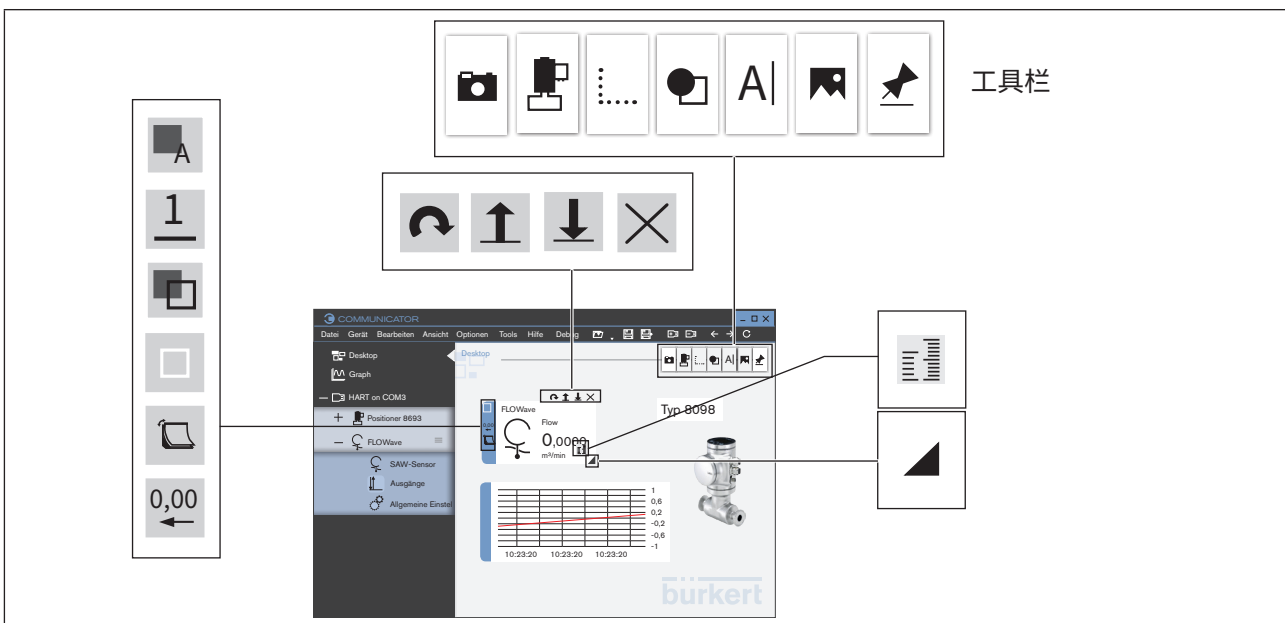 工具栏
A
A
1
0,00
COMMUNICATOR
Datei Gerät Bearbeiten Ansicht Optionen Tools Hilfe Debug
Desktop
Graph
HART on COM3
Positioner 8693
FLOWave
SAW-Sensor
Ausgänge
Allgemeine Einstel
Desktop
A
0,00
FLOWave
Flow
0,0000
m³/min
Typ 8098
1
0,6
0,2
-0,2
-0,6
-1
10:23:20 10:23:20 10:23:20
bürkert